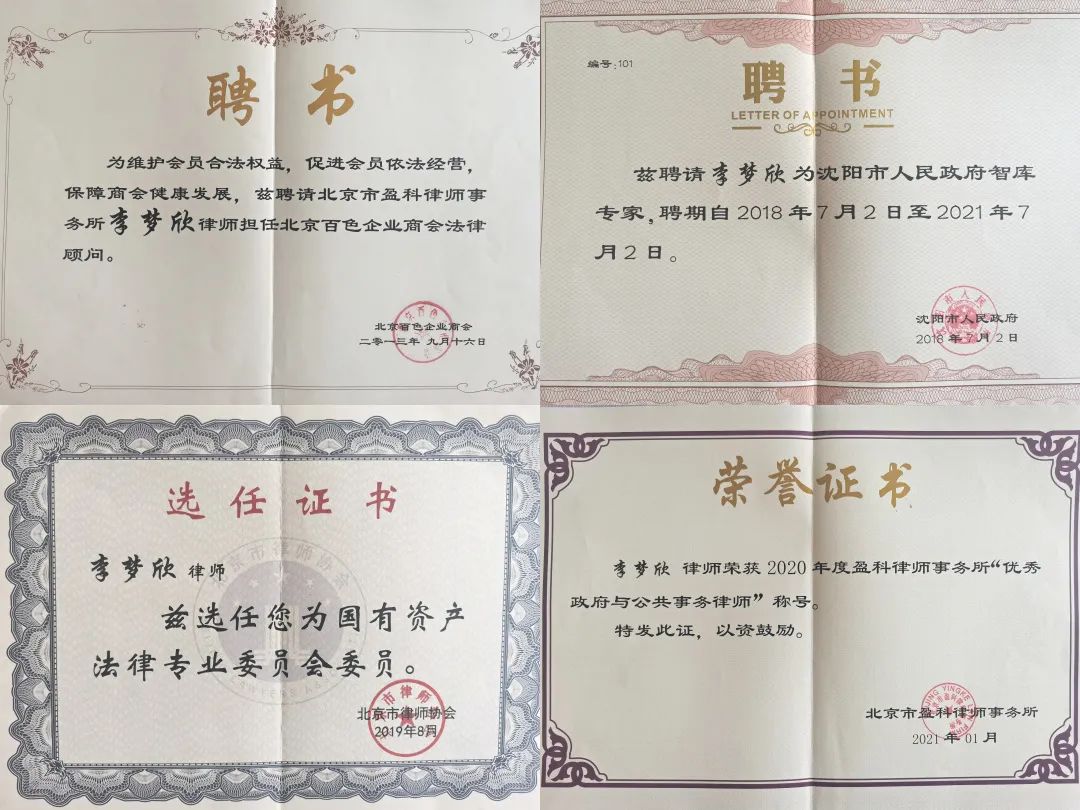 聘书
为维护会员合法权益，促进会员依法经营，
保障商会健康发展，兹聘请北京市盈科律师事
务所李梦欣律师担任北京百色企业商会法律
顾问。
北京百色企业商会
二零一三年 九月十六日
编号:101
聘书
LETTER OF APPOINTMENT
兹聘请李梦欣为沈阳市人民政府智库
专家，聘期自2018年7月2日至2021年7
月2日。
沈阳市人民政府
2018年7月2日
选任证书
李梦欣 律师
兹选任您为国有资产
法律专业委员会委员。
北京市律师协会
2019年8月
荣誉证书
李梦欣 律师荣获2020年度盈科律师事务所“优秀
政府与公共事务律师”称号。
特发此证，以资鼓励。
北京市盈科律师事务所
2021年01月